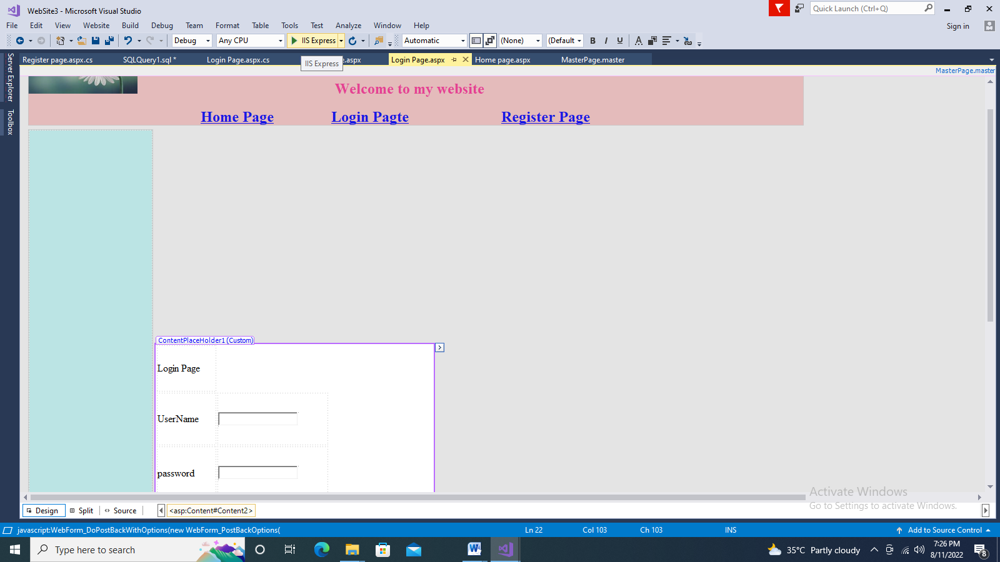 WebSite3 - Microsoft Visual Studio
Quick Launch (Ctrl+Q)
File Edit View Website Build Debug Team Format Table Tools Test Analyze Window Help
Sign in
Debug Any CPU IIS Express Automatic (None) (Default B I U A
Register page.aspx.cs SQLQuery1.sql * Login Page.aspx.cs e.aspx Login Page.aspx Home page.aspx MasterPage.master
IIS Express
MasterPage.master
Server Explorer
Toolbox
Welcome to my website
Home Page Login Pagte Register Page
ContentPlaceHolder1 (Custom)
Login Page
UserName
password
Activate Windows
Go to Settings to activate Windows.
Design Split Source <asp:Content#Content2>
javascript:WebForm_DoPostBackWithOptions(new WebForm_PostBackOptions( Ln 22 Col 103 Ch 103 INS Add to Source Control
Type here to search
35°C Partly cloudy
7:26 PM
8/11/2022
8